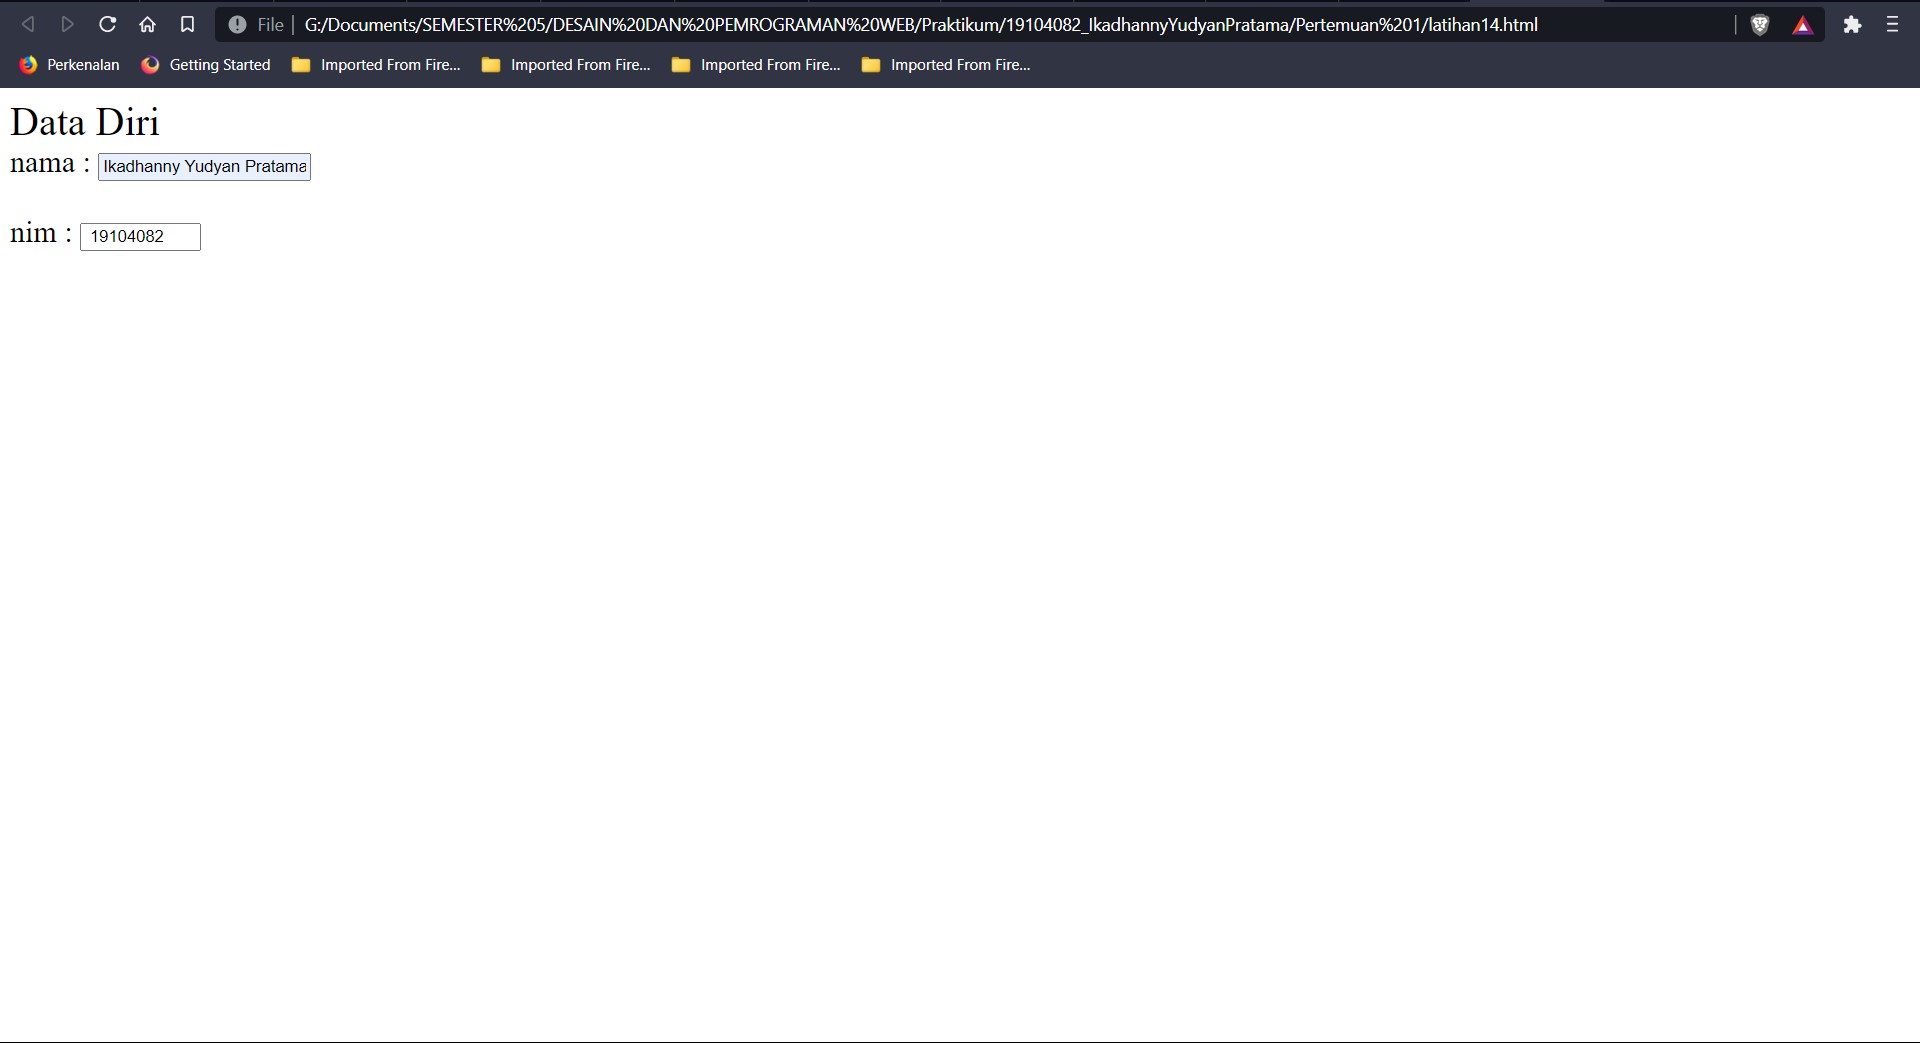 File | G:/Documents/SEMESTER%205/DESAIN%20DAN%20PEMROGRAMAN%20WEB/Praktikum/19104082_IkadhannyYudyanPratama/Pertemuan%201/latihan14.html
Perkenalan Getting Started Imported From Fire... Imported From Fire... Imported From Fire... Imported From Fire...
Data Diri
nama : Ikadhanny Yudyan Pratama
nim : 19104082